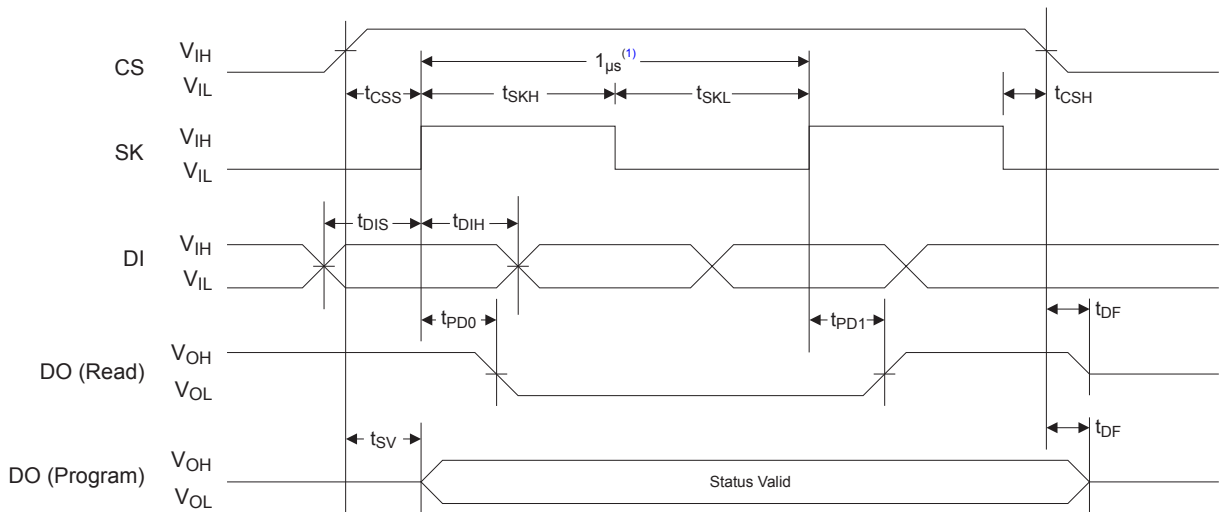 CS
VIH
VIL
1µs(1)
tCSS
tSKH
tSKL
tCSH
SK
VIH
VIL
tDIS
tDIH
DI
VIH
VIL
tPD0
tPD1
tDF
DO (Read)
VOH
VOL
tSV
tDF
DO (Program)
VOH
VOL
Status Valid